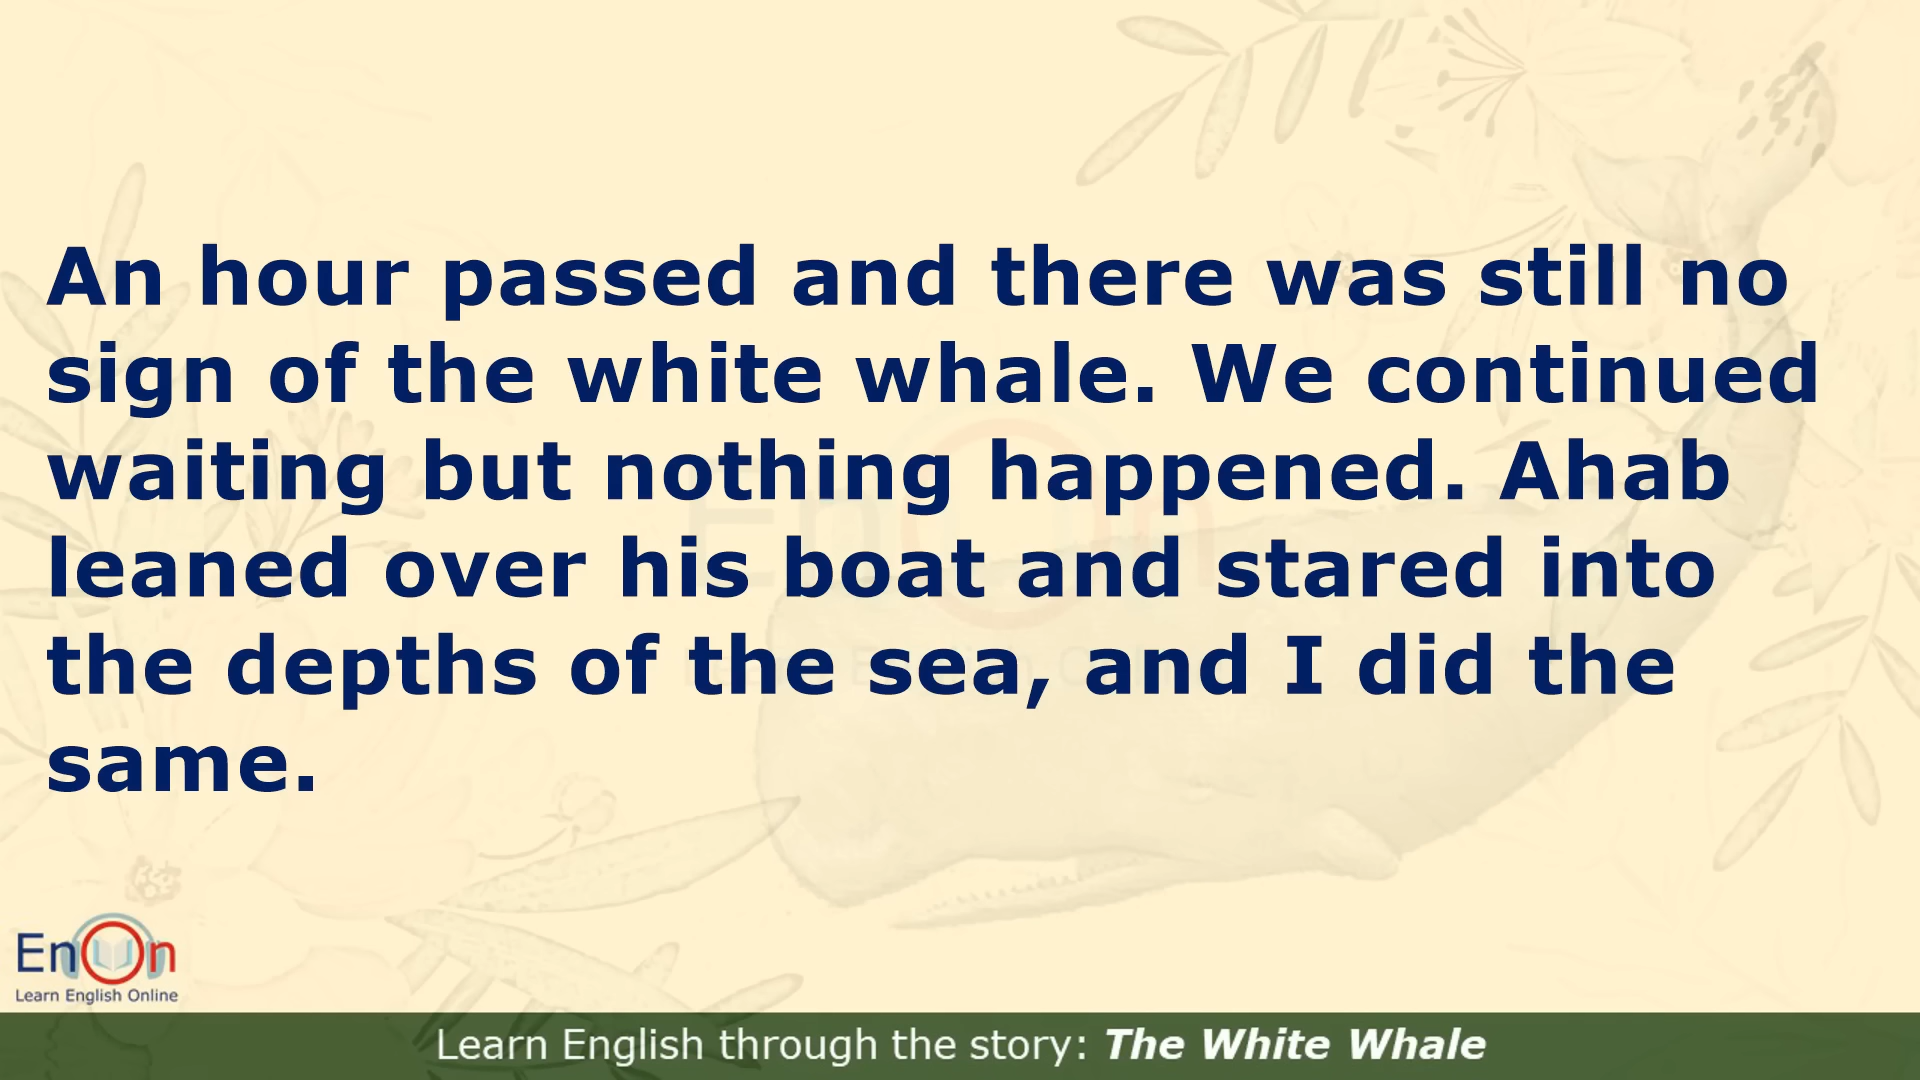 An hour passed and there was still no
sign of the white whale. We continued
waiting but nothing happened. Ahab
leaned over his boat and stared into
the depths of the sea, and I did the
same.
EnOn
Learn English Online
Learn English through the story: The White Whale